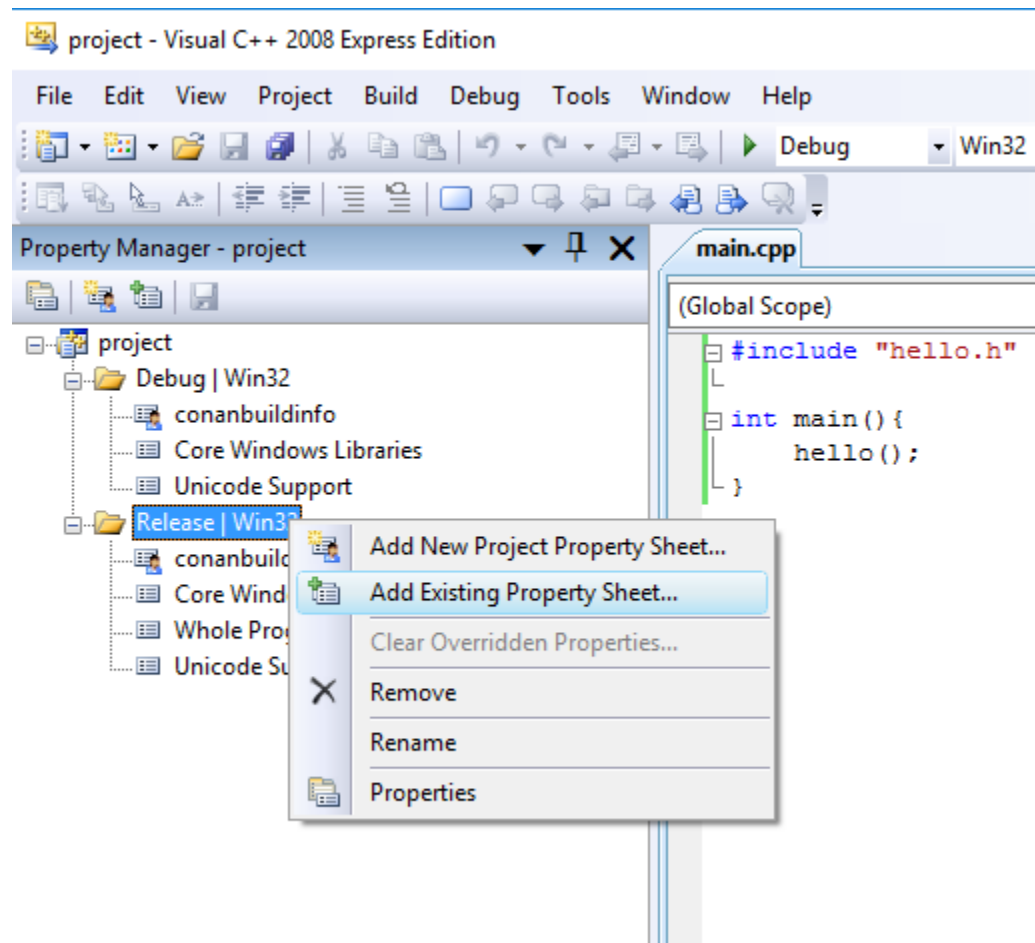 project - Visual C++ 2008 Express Edition
File Edit View Project Build Debug Tools Window Help
Debug Win32
Property Manager - project
main.cpp
(Global Scope)
project
Debug | Win32
conanbuildinfo
Core Windows Libraries
Unicode Support
Release | Win32
conanbuild
Core Wind
Whole Pro
Unicode Su
Add New Project Property Sheet...
Add Existing Property Sheet...
Clear Overridden Properties...
Remove
Rename
Properties
#include "hello.h"
int main(){
hello();
}